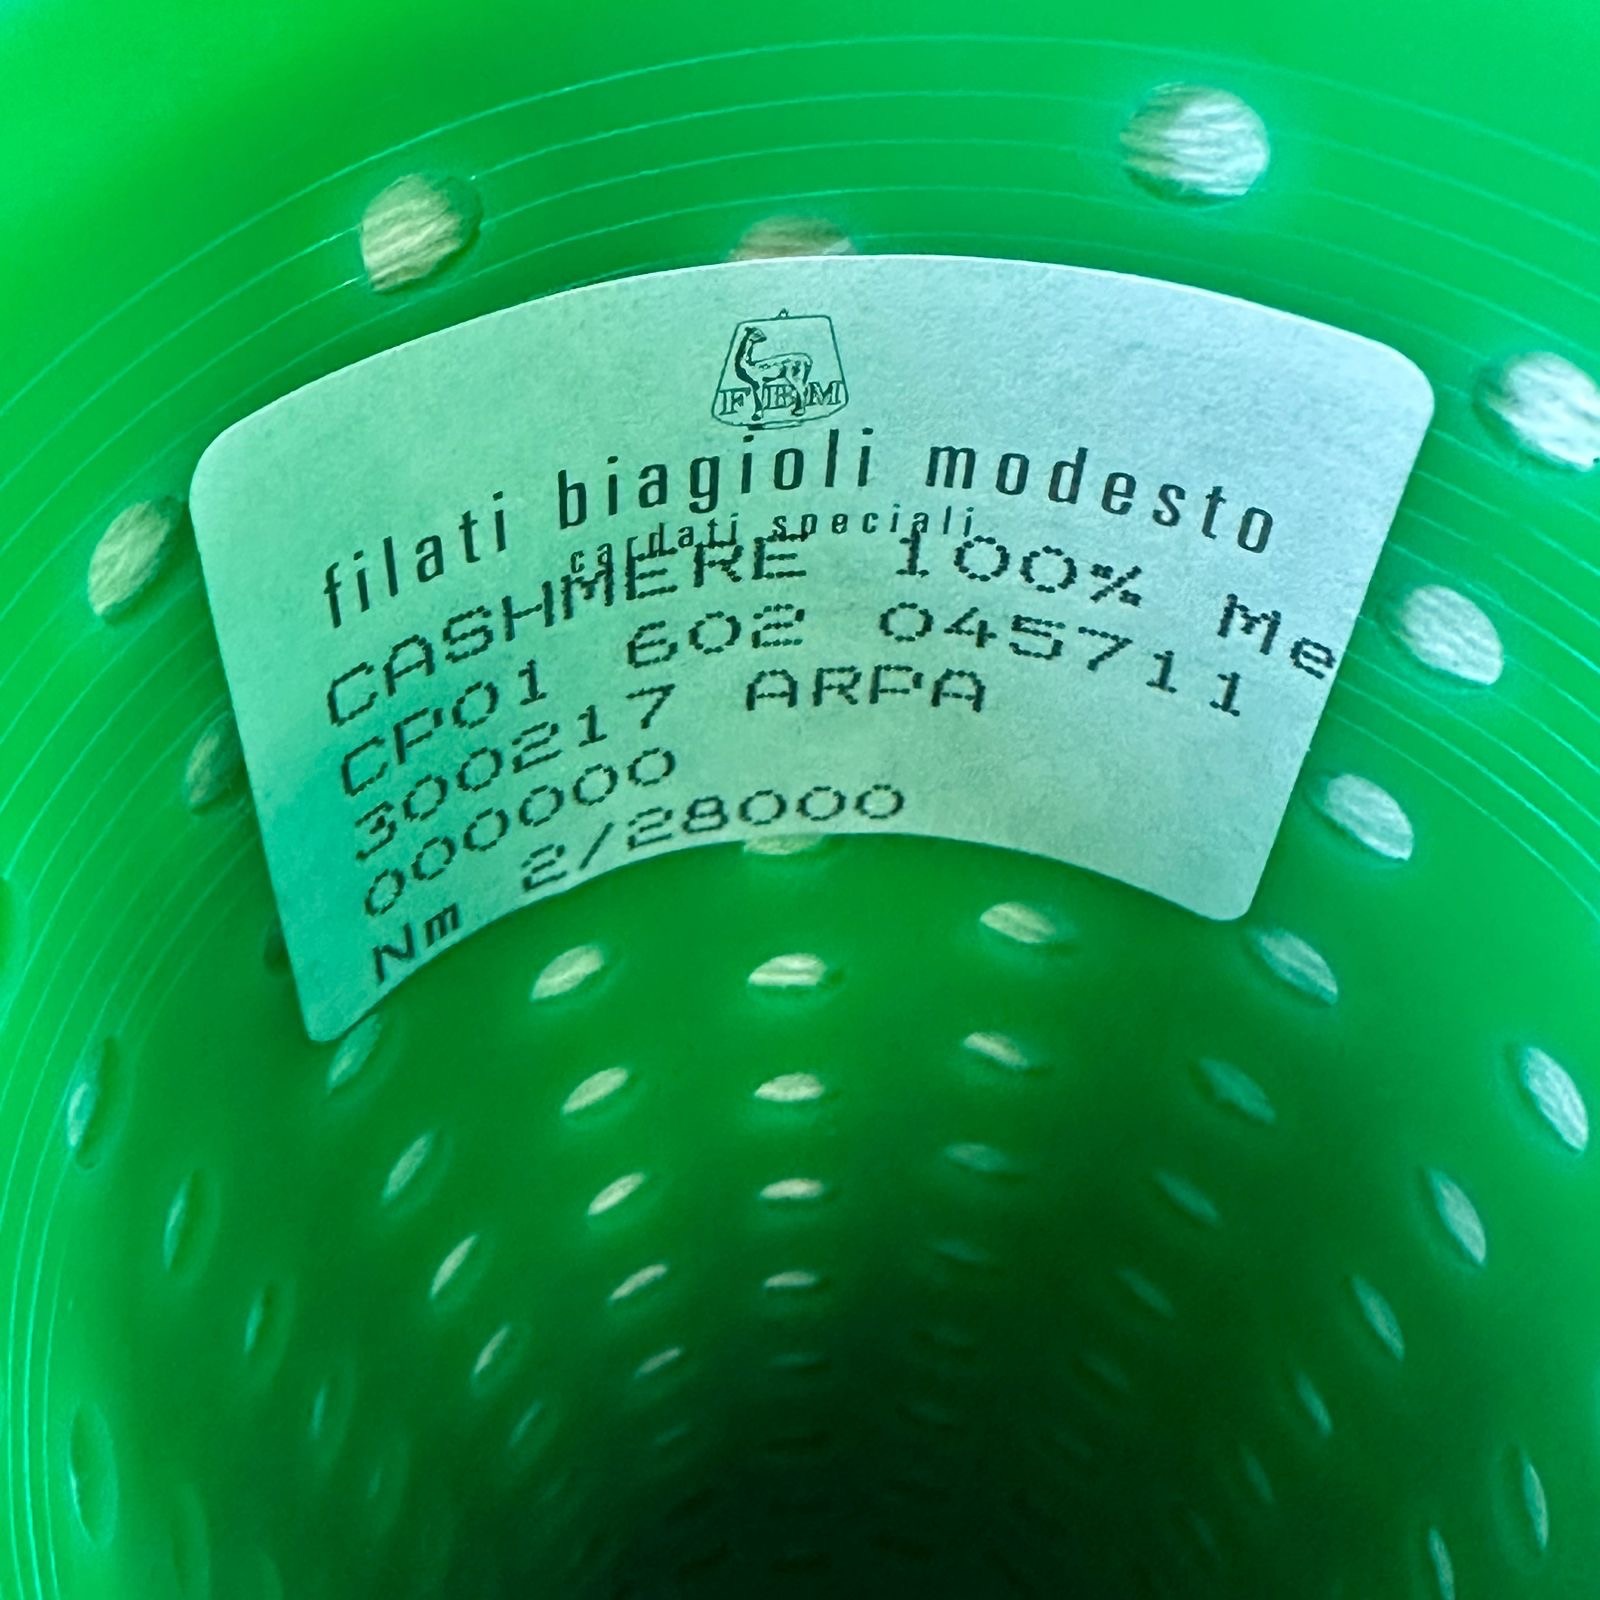 FBM
filati biagioli modesto
cardati speciali
CASHMERE 100% Me
CP01 602 045711
300217 ARPA
000000
Nm 2/28000